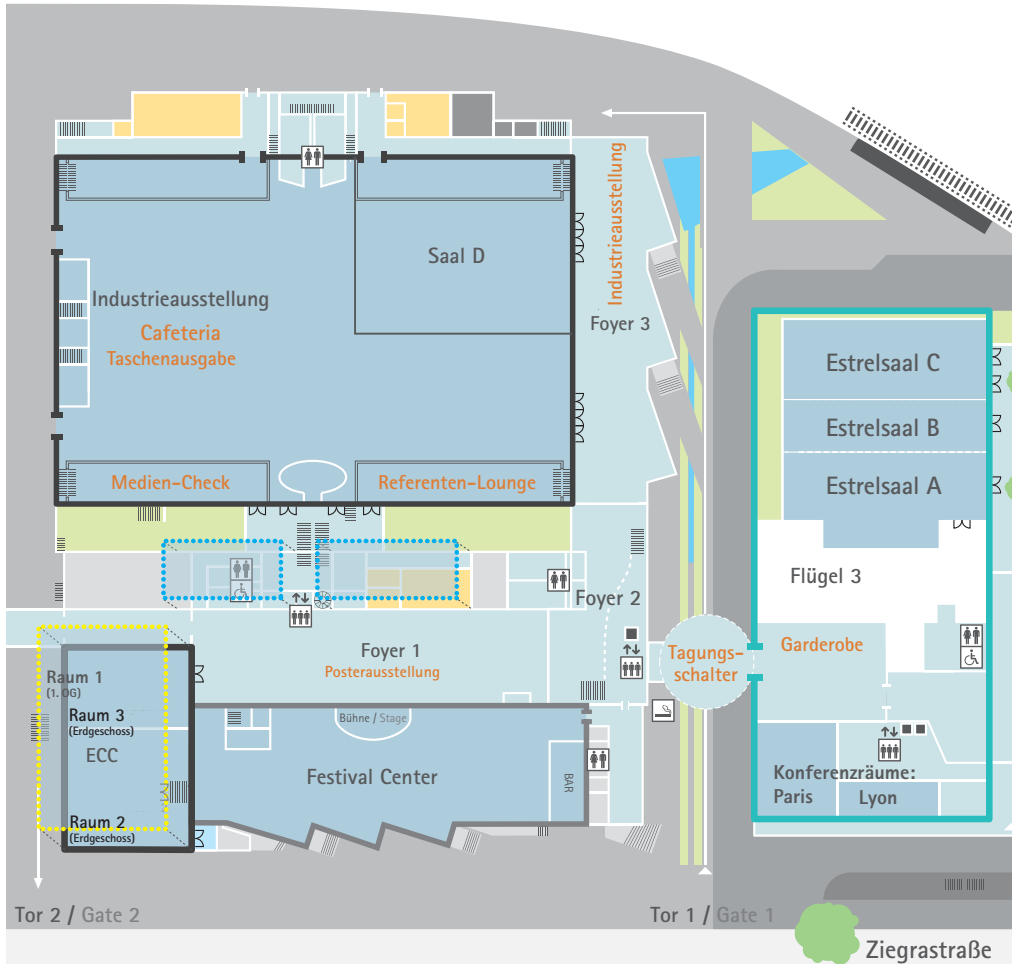 Industrieausstellung
Saal D
Industrieausstellung
Cafeteria
Taschenausgabe
Foyer 3
Estrelsaal C
Estrelsaal B
Estrelsaal A
Medien-Check
Referenten-Lounge
Flügel 3
Foyer 2
Foyer 1
Posterausstellung
Tagungs-
schalter
Garderobe
Raum 1
(1. OG)
Raum 3
(Erdgeschoss)
ECC
Raum 2
(Erdgeschoss)
Bühne / Stage
Festival Center
BAR
Konferenzräume:
Paris
Lyon
Tor 2 / Gate 2
Tor 1 / Gate 1
Ziegrastraße